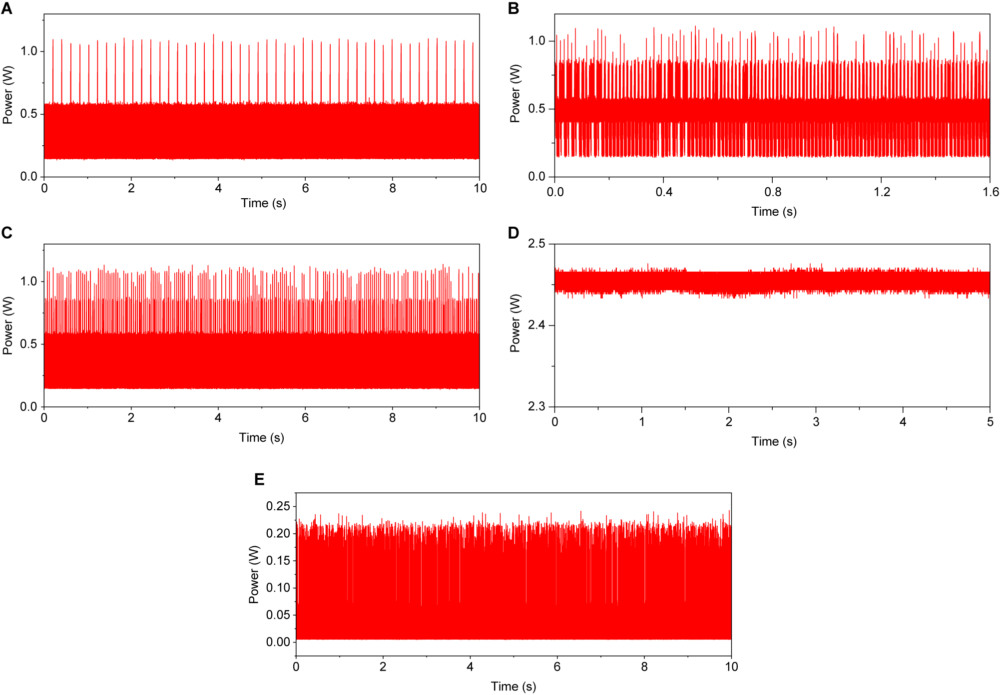 A
Power (W)
1.0
0.5
0.0
0 2 4 6 8 10
Time (s)
B
Power (W)
1.0
0.5
0.0
0.0 0.4 0.8 1.2 1.6
Time (s)
C
Power (W)
1.0
0.5
0.0
0 2 4 6 8 10
Time (s)
D
Power (W)
2.5
2.4
2.3
0 1 2 3 4 5
Time (s)
E
Power (W)
0.25
0.20
0.15
0.10
0.05
0.00
0 2 4 6 8 10
Time (s)